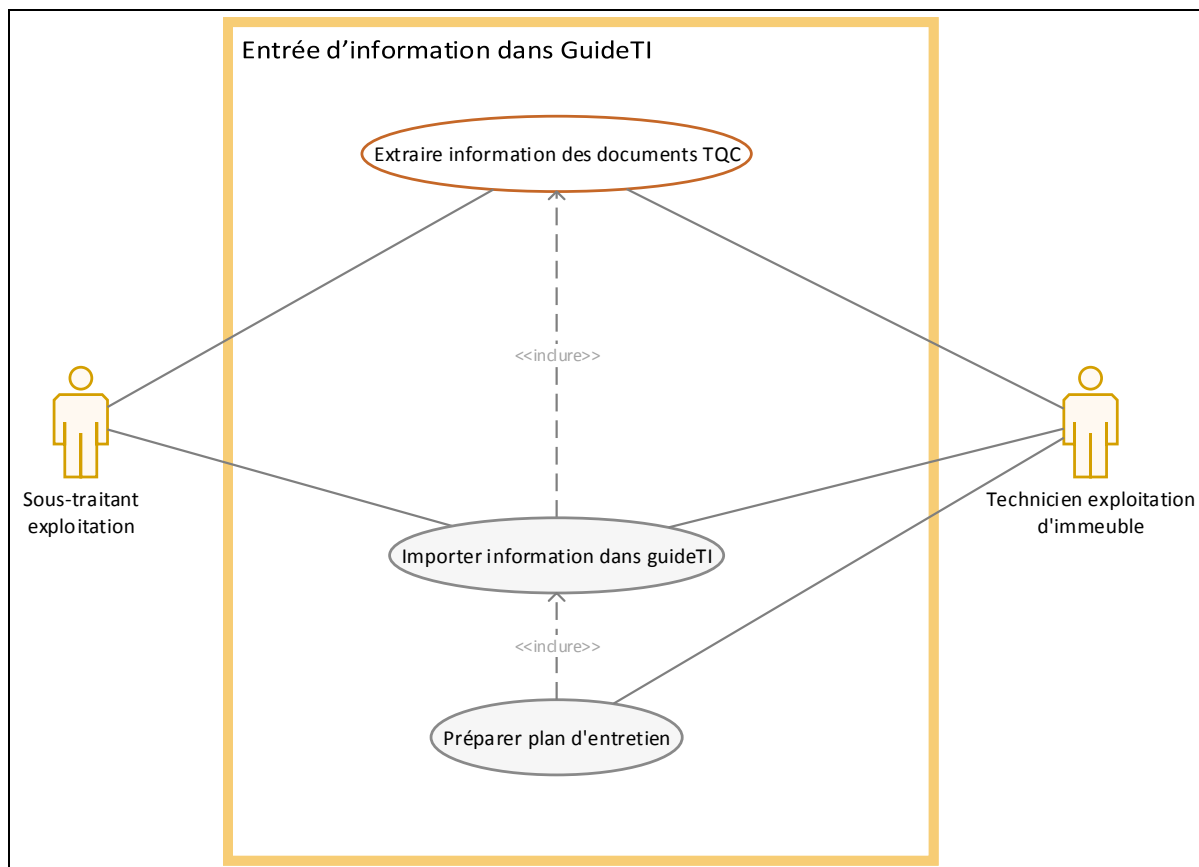 Entrée d’information dans GuideTI
Extraire information des documents TQC
<<inclure>>
Sous-traitant
exploitation
Technicien exploitation
d'immeuble
Importer information dans guideTI
<<inclure>>
Préparer plan d'entretien